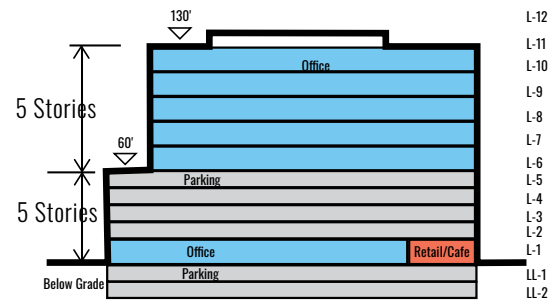 130'
L-12
L-11
Office
L-10
L-9
5 Stories
L-8
60'
L-7
L-6
Parking
L-5
L-4
5 Stories
L-3
L-2
Office
Retail/Cafe
L-1
Below Grade
Parking
LL-1
LL-2